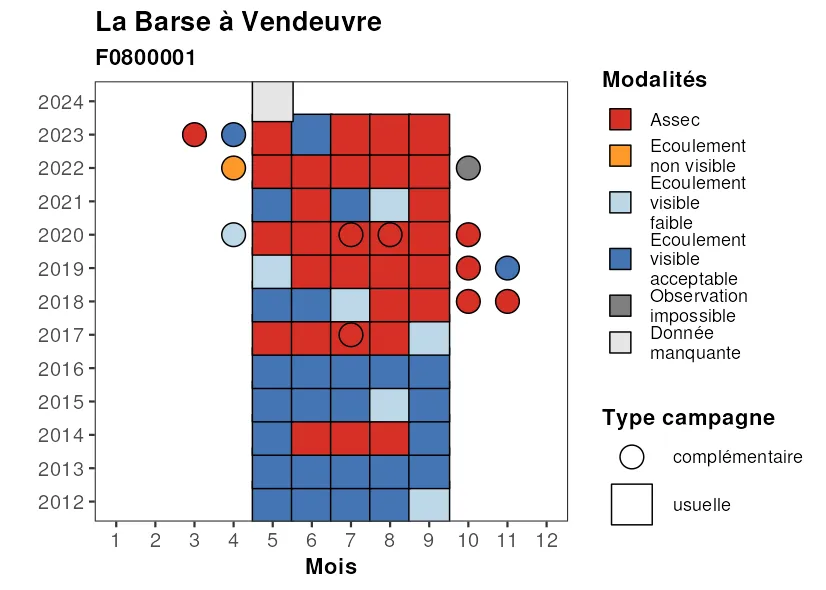 La Barse à Vendeuvre
F0800001
2024
2023
2022
2021
2020
2019
2018
2017
2016
2015
2014
2013
2012
1 2 3 4 5 6 7 8 9 10 11 12
Mois
Modalités
Assec
Ecoulement
non visible
Ecoulement
visible
faible
Ecoulement
visible
acceptable
Observation
impossible
Donnée
manquante
Type campagne
complémentaire
usuelle